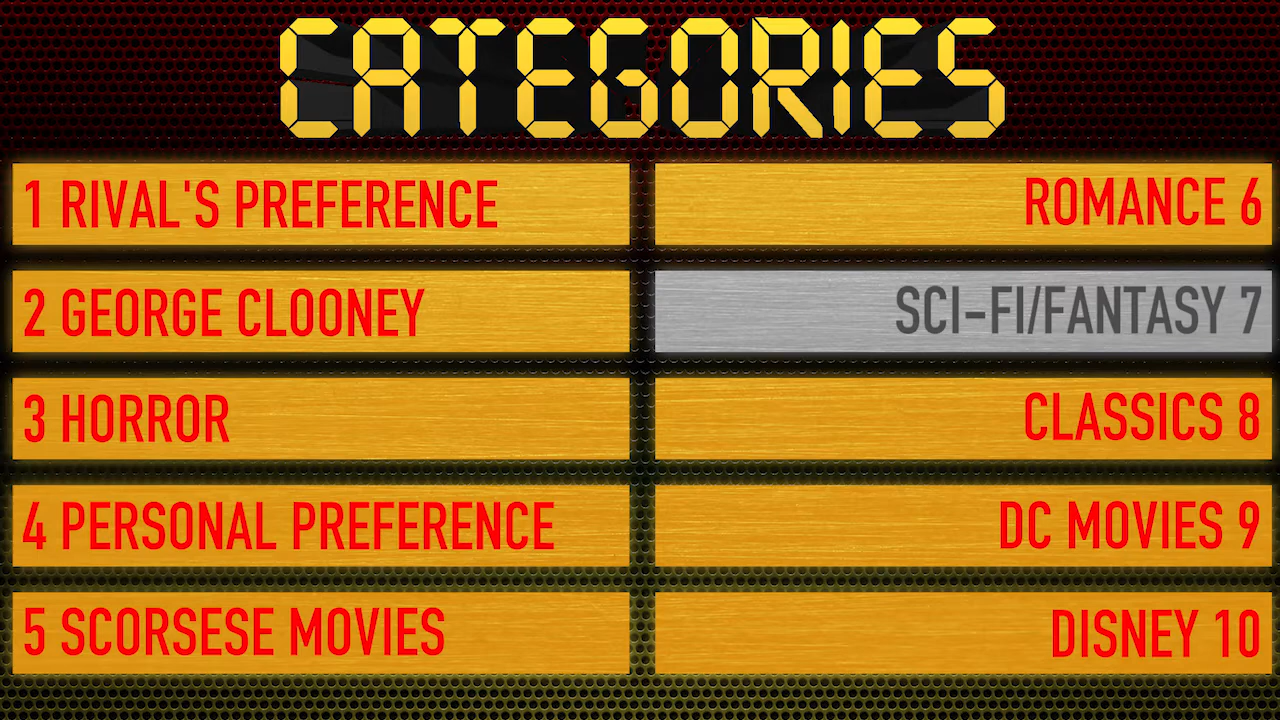 CATEGORIES
1 RIVAL'S PREFERENCE
ROMANCE 6
2 GEORGE CLOONEY
SCI-FI/FANTASY 7
3 HORROR
CLASSICS 8
4 PERSONAL PREFERENCE
DC MOVIES 9
5 SCORSESE MOVIES
DISNEY 10